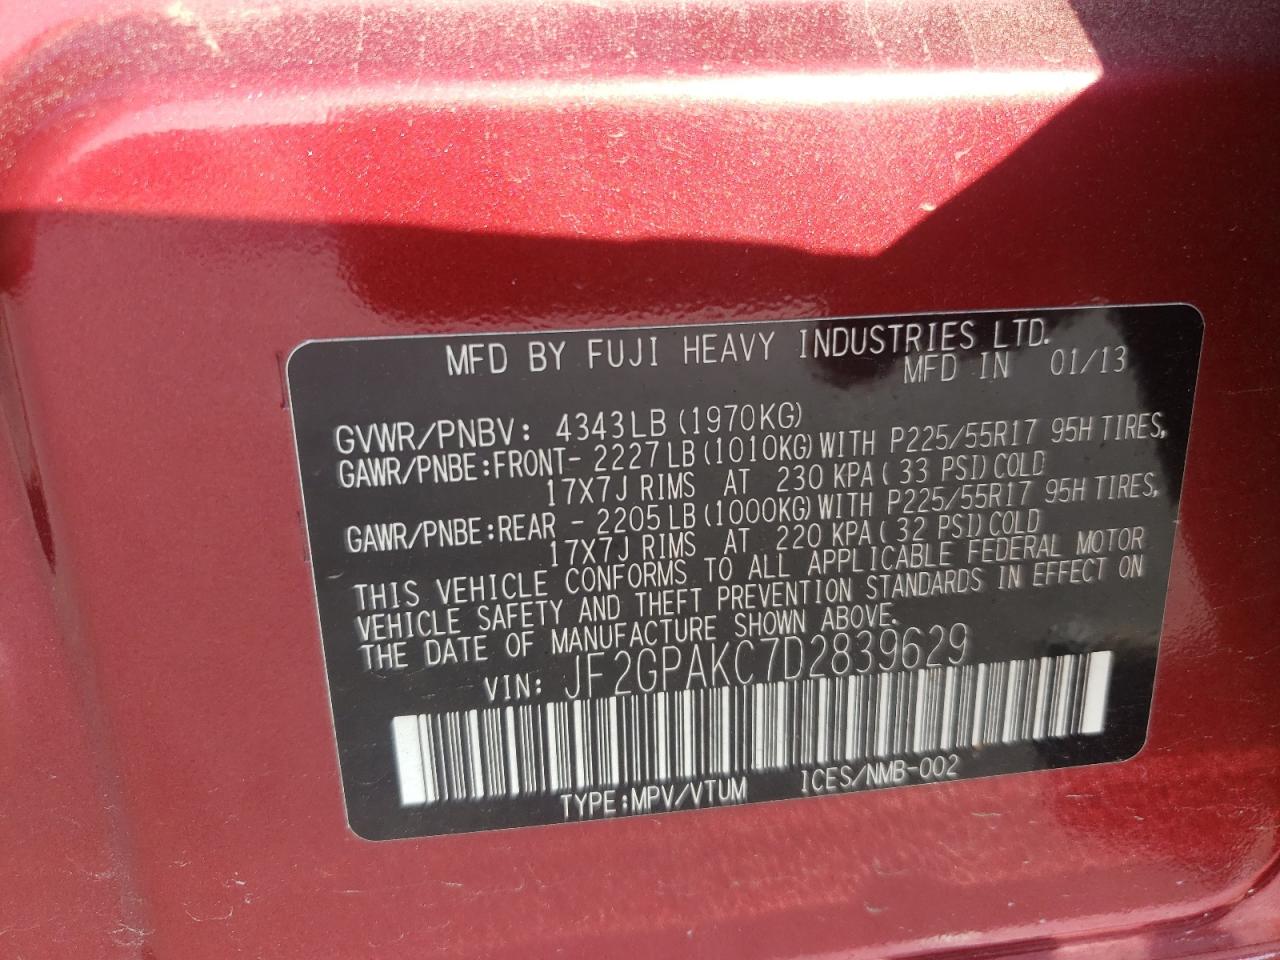 MFD BY FUJI HEAVY INDUSTRIES LTD.
MFD IN 01/13
GVWR/PNBV: 4343LB (1970KG)
GAWR/PNBE:FRONT- 2227LB (1010KG) WITH P225/55R17 95H TIRES,
17X7J RIMS AT 230 KPA ( 33 PSI) COLD
GAWR/PNBE:REAR - 2205LB (1000KG) WITH P225/55R17 95H TIRES,
17X7J RIMS AT 220 KPA ( 32 PSI) COLD
THIS VEHICLE CONFORMS TO ALL APPLICABLE FEDERAL MOTOR
VEHICLE SAFETY AND THEFT PREVENTION STANDARDS IN EFFECT ON
THE DATE OF MANUFACTURE SHOWN ABOVE.
VIN: JF2GPAKC7D2839629
TYPE:MPV/VTUM ICES/NMB-002